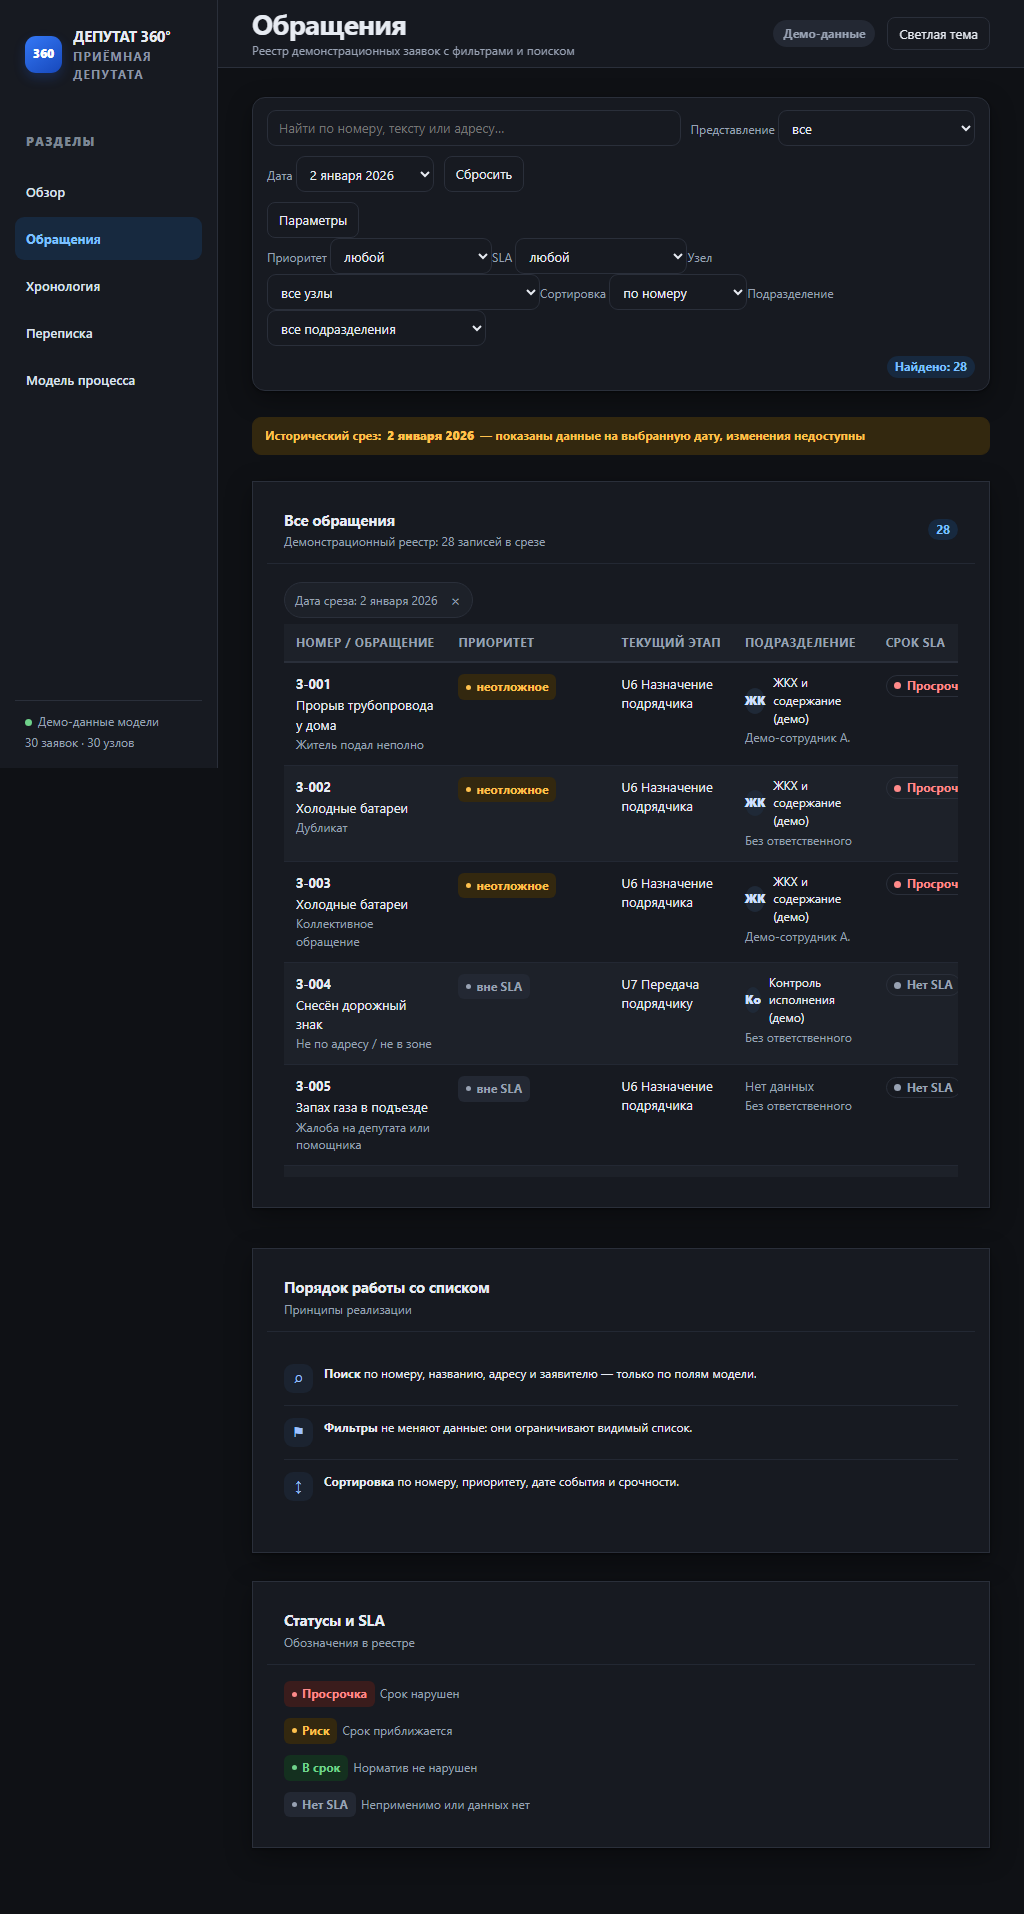 360
ДЕПУТАТ 360°
ПРИЁМНАЯ
ДЕПУТАТА
РАЗДЕЛЫ
Обзор
Обращения
Хронология
Переписка
Модель процесса
Демо-данные модели
30 заявок · 30 узлов
Обращения
Реестр демонстрационных заявок с фильтрами и поиском
Демо-данные
Светлая тема
Найти по номеру, тексту или адресу...
Представление все
Дата 2 января 2026 Сбросить
Параметры
Приоритет любой SLA любой Узел
все узлы Сортировка по номеру Подразделение
все подразделения
Найдено: 28
Исторический срез: 2 января 2026 — показаны данные на выбранную дату, изменения недоступны
Все обращения
Демонстрационный реестр: 28 записей в срезе
28
Дата среза: 2 января 2026 ×
НОМЕР / ОБРАЩЕНИЕ ПРИОРИТЕТ ТЕКУЩИЙ ЭТАП ПОДРАЗДЕЛЕНИЕ СРОК SLA
З-001
Прорыв трубопровода
у дома
Житель подал неполно
неотложное
U6 Назначение
подрядчика
ЖК
ЖКХ и
содержание
(демо)
Демо-сотрудник А.
Просроч
З-002
Холодные батареи
Дубликат
неотложное
U6 Назначение
подрядчика
ЖК
ЖКХ и
содержание
(демо)
Без ответственного
Просроч
З-003
Холодные батареи
Коллективное
обращение
неотложное
U6 Назначение
подрядчика
ЖК
ЖКХ и
содержание
(демо)
Демо-сотрудник А.
Просроч
З-004
Снесён дорожный
знак
Не по адресу / не в зоне
вне SLA
U7 Передача
подрядчику
Ко
Контроль
исполнения
(демо)
Без ответственного
Нет SLA
З-005
Запах газа в подъезде
Жалоба на депутата или
помощника
вне SLA
U6 Назначение
подрядчика
Нет данных
Без ответственного
Нет SLA
Порядок работы со списком
Принципы реализации
Поиск по номеру, названию, адресу и заявителю — только по полям модели.
Фильтры не меняют данные: они ограничивают видимый список.
Сортировка по номеру, приоритету, дате события и срочности.
Статусы и SLA
Обозначения в реестре
Просрочка Срок нарушен
Риск Срок приближается
В срок Норматив не нарушен
Нет SLA Неприменимо или данных нет